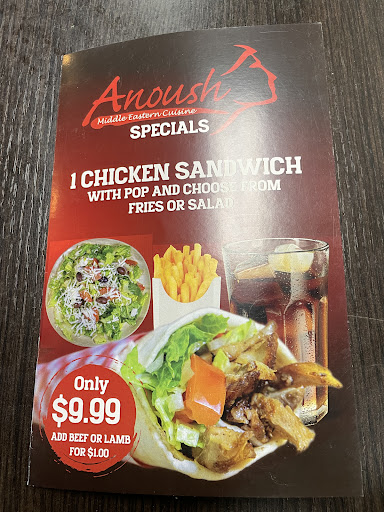 Anoush
Middle Eastern Cuisine
SPECIALS
1 CHICKEN SANDWICH
WITH POP AND CHOOSE FROM
FRIES OR SALAD
Only
$9.99
ADD BEEF OR LAMB
FOR $1.00